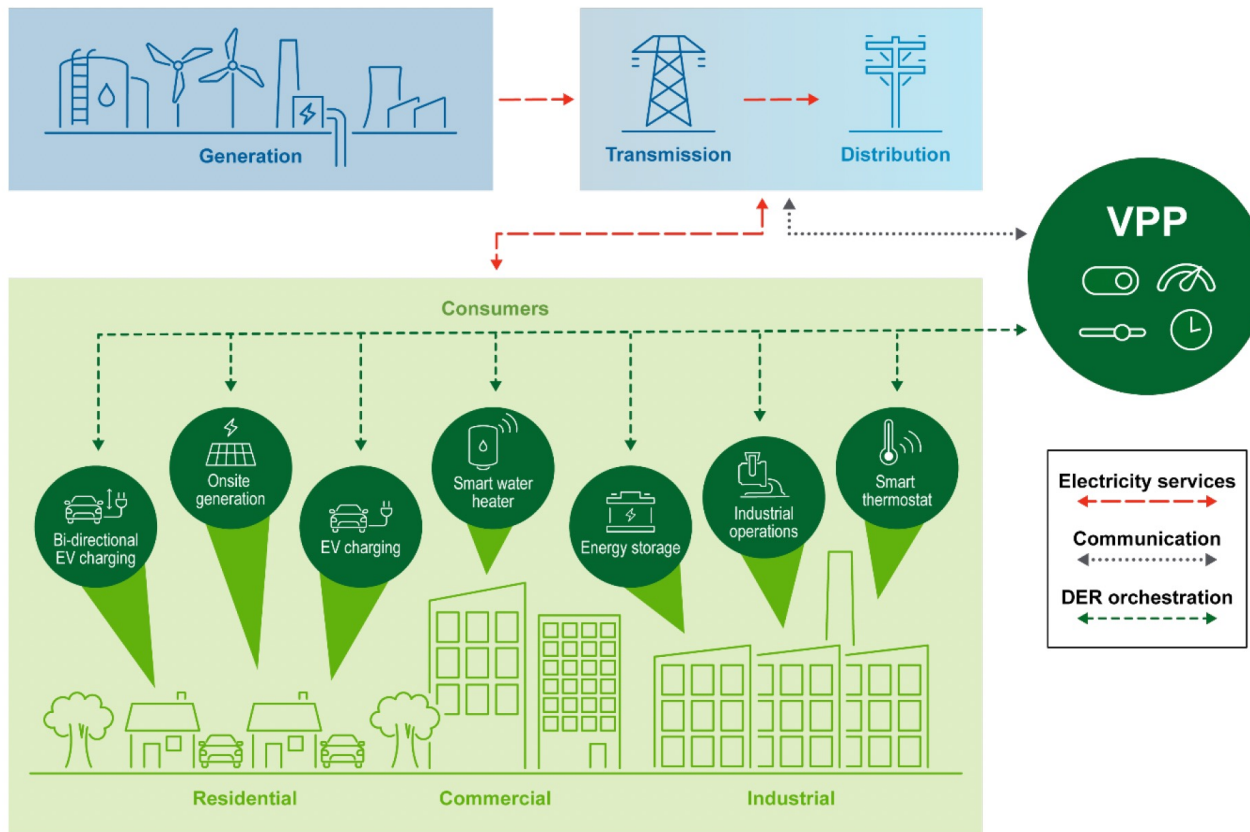 Generation
Transmission
Distribution
VPP
Consumers
Bi-directional
EV charging
Onsite
generation
EV charging
Smart water
heater
Energy storage
Industrial
operations
Smart
thermostat
Residential
Commercial
Industrial
Electricity services
Communication
DER orchestration